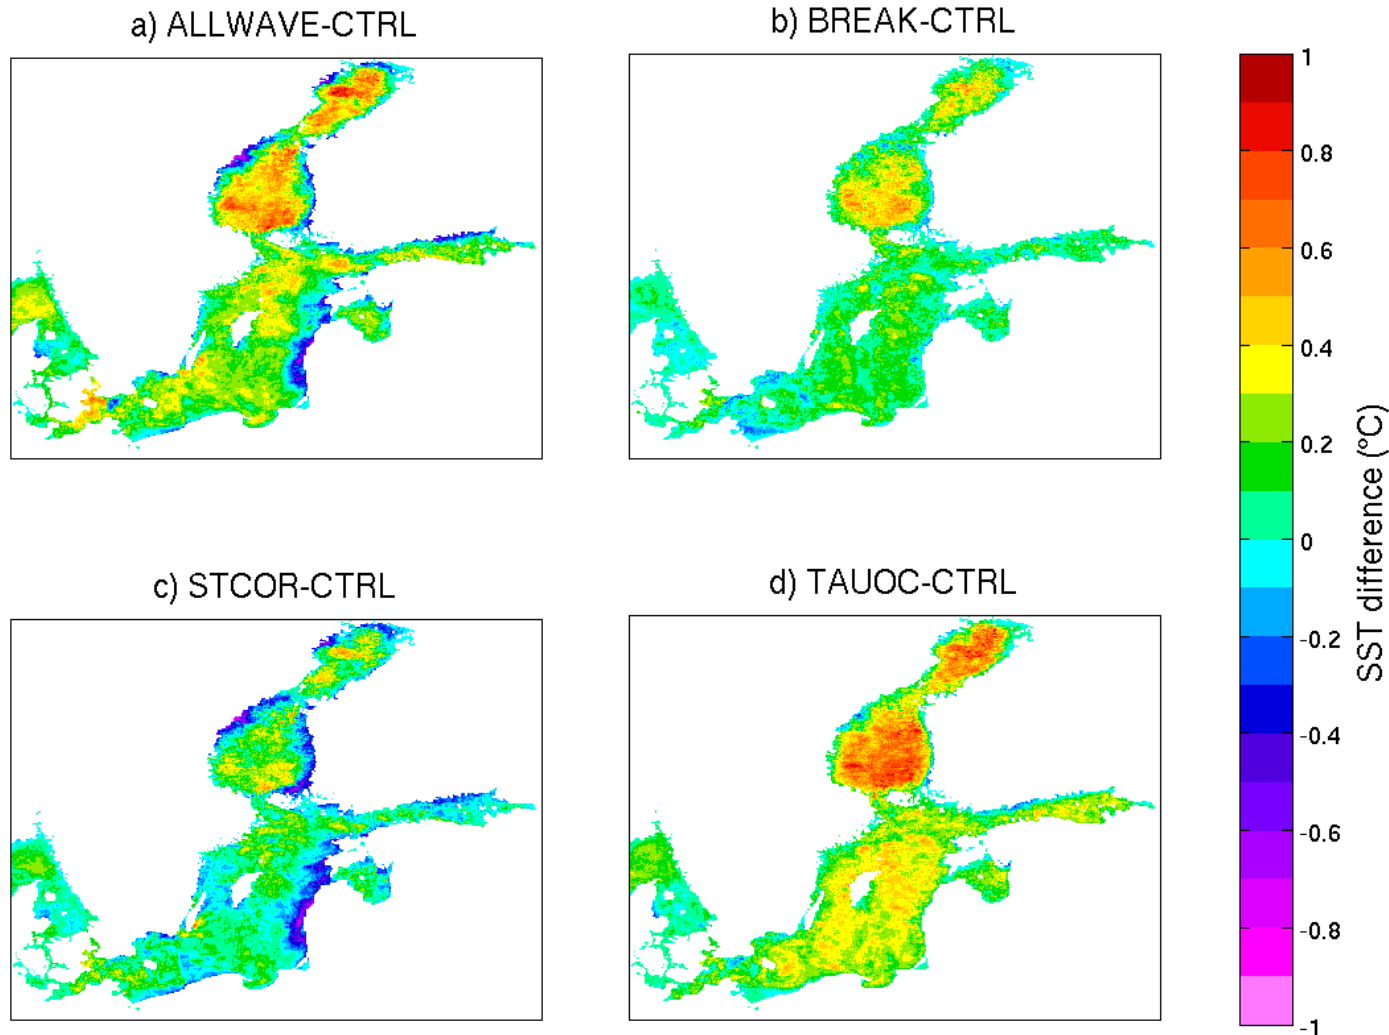 a) ALLWAVE-CTRL
b) BREAK-CTRL
c) STCOR-CTRL
d) TAUOC-CTRL
1
0.8
0.6
0.4
0.2
0
-0.2
-0.4
-0.6
-0.8
-1
SST difference (°C)